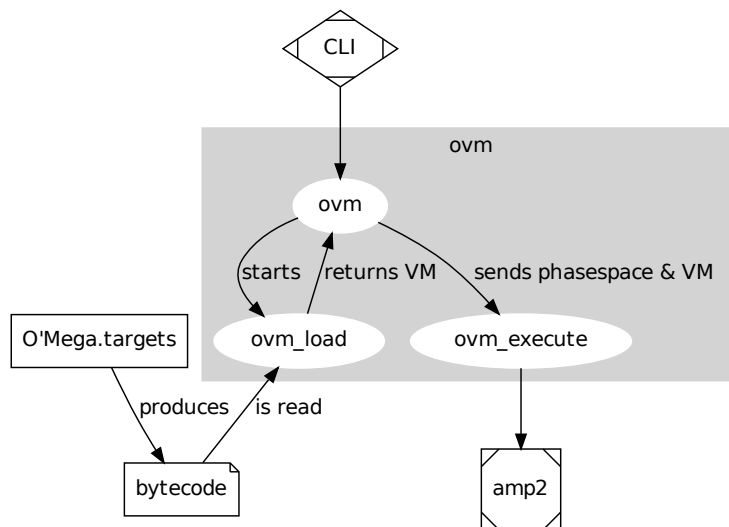 CLI
ovm
ovm
starts
returns VM
sends phasespace & VM
O'Mega.targets
ovm_load
ovm_execute
produces
is read
bytecode
amp2